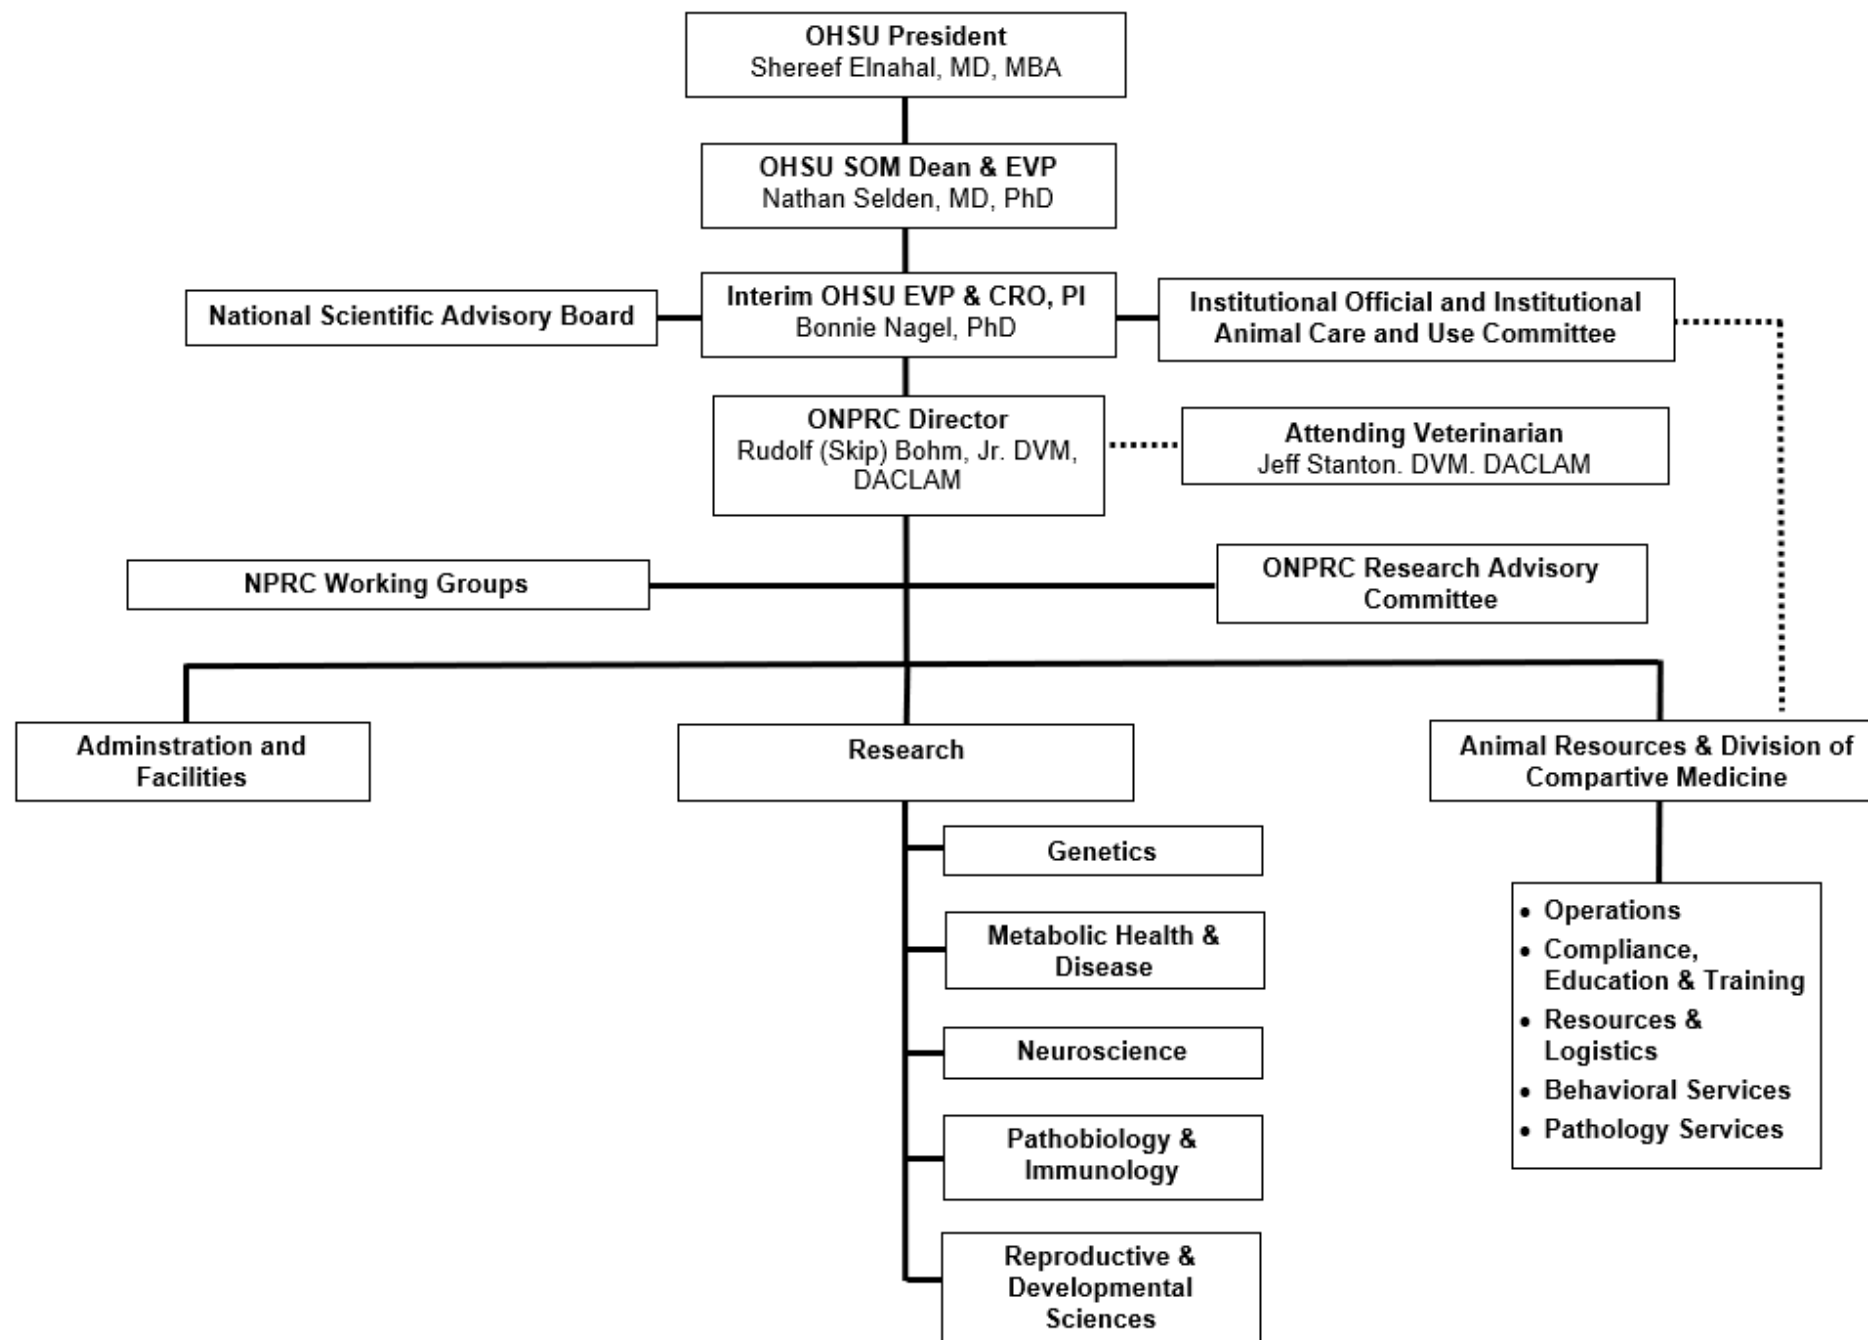 OHSU President
Shereef Elnahal, MD, MBA
OHSU SOM Dean & EVP
Nathan Selden, MD, PhD
National Scientific Advisory Board
Interim OHSU EVP & CRO, PI
Bonnie Nagel, PhD
Institutional Official and Institutional
Animal Care and Use Committee
ONPRC Director
Rudolf (Skip) Bohm, Jr. DVM,
DACLAM
Attending Veterinarian
Jeff Stanton. DVM. DACLAM
NPRC Working Groups
ONPRC Research Advisory
Committee
Adminstration and
Facilities
Research
Animal Resources & Division of
Compartive Medicine
Genetics
Metabolic Health &
Disease
Neuroscience
Pathobiology &
Immunology
Reproductive &
Developmental
Sciences
• Operations
• Compliance,
Education & Training
• Resources &
Logistics
• Behavioral Services
• Pathology Services